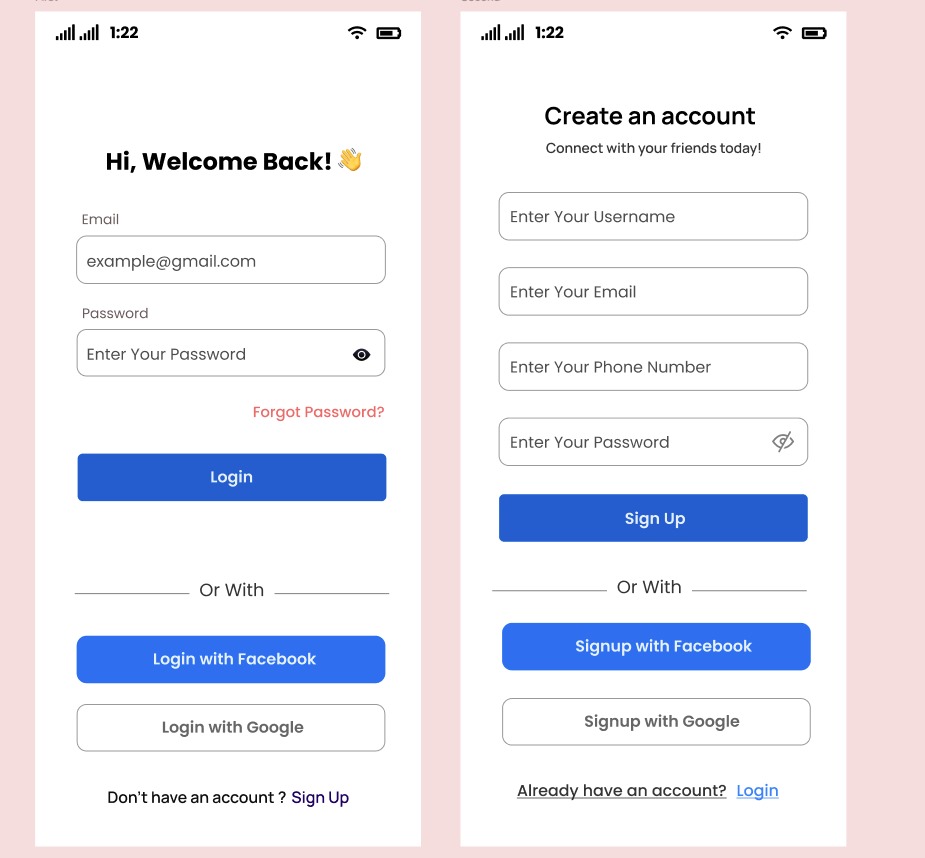 1:22
Hi, Welcome Back! 👋
Email
example@gmail.com
Password
Enter Your Password
Forgot Password?
Login
Or With
Login with Facebook
Login with Google
Don't have an account ? Sign Up
1:22
Create an account
Connect with your friends today!
Enter Your Username
Enter Your Email
Enter Your Phone Number
Enter Your Password
Sign Up
Or With
Signup with Facebook
Signup with Google
Already have an account? Login